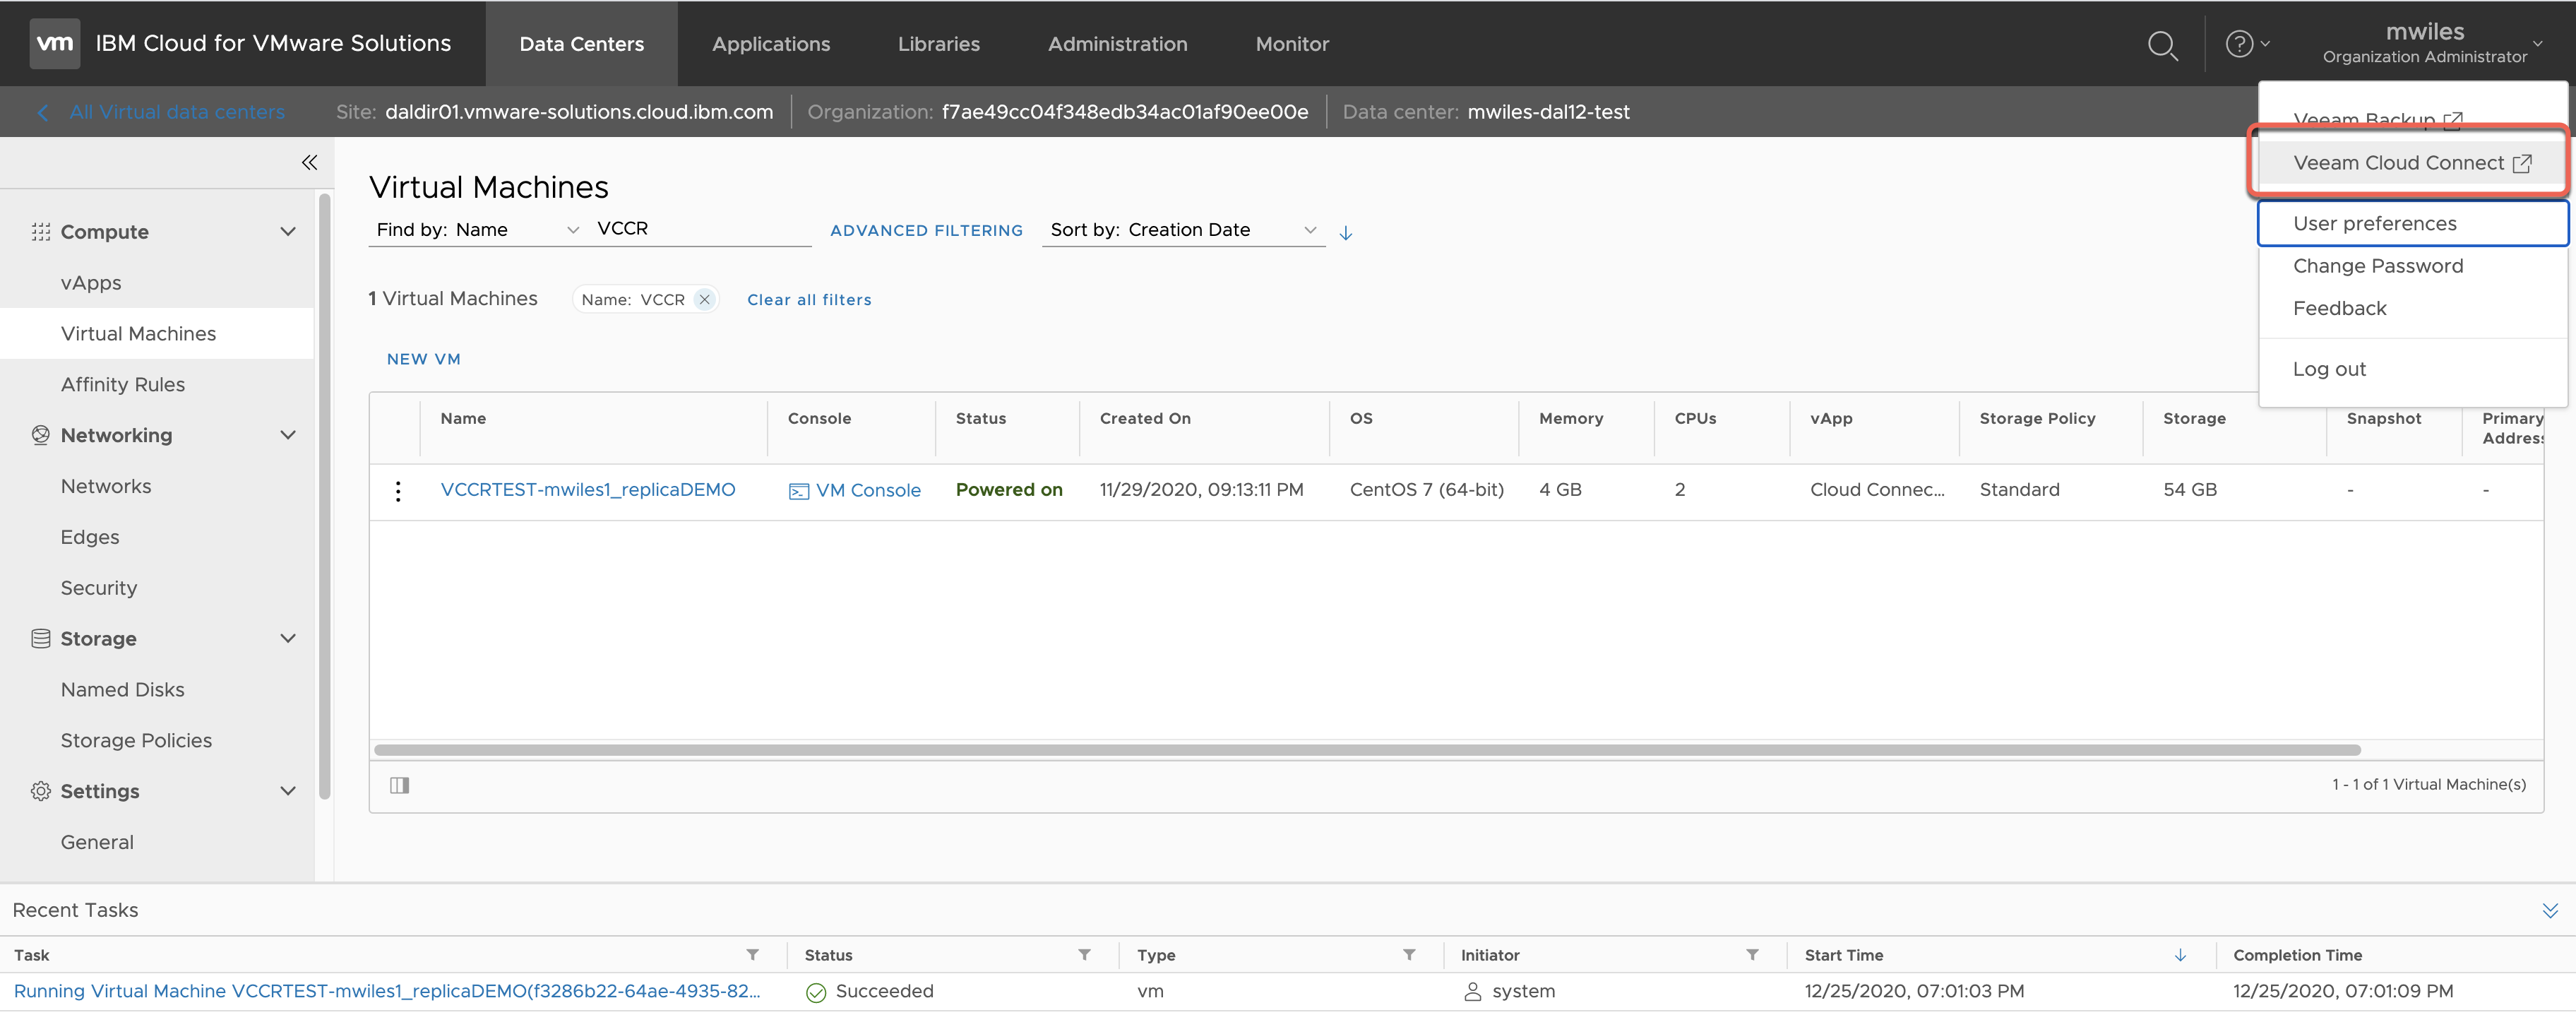 vm IBM Cloud for VMware Solutions Data Centers Applications Libraries Administration Monitor ? mwiles
Organization Administrator
All Virtual data centers Site: daldir01.vmware-solutions.cloud.ibm.com Organization: f7ae49cc04f348edb34ac01af90ee00e Data center: mwiles-dal12-test
Veeam Backup
Veeam Cloud Connect
User preferences
Change Password
Feedback
Log out
Compute
vApps
Virtual Machines
Affinity Rules
Networking
Networks
Edges
Security
Storage
Named Disks
Storage Policies
Settings
General
Virtual Machines
Find by: Name VCCR ADVANCED FILTERING Sort by: Creation Date
1 Virtual Machines Name: VCCR Clear all filters
NEW VM
Name Console Status Created On OS Memory CPUs vApp Storage Policy Storage Snapshot Primary
Address
VCCRTEST-mwiles1_replicaDEMO VM Console Powered on 11/29/2020, 09:13:11 PM CentOS 7 (64-bit) 4 GB 2 Cloud Connec... Standard 54 GB - -
1 - 1 of 1 Virtual Machine(s)
Recent Tasks
Task Status Type Initiator Start Time Completion Time
Running Virtual Machine VCCRTEST-mwiles1_replicaDEMO(f3286b22-64ae-4935-82... Succeeded vm system 12/25/2020, 07:01:03 PM 12/25/2020, 07:01:09 PM